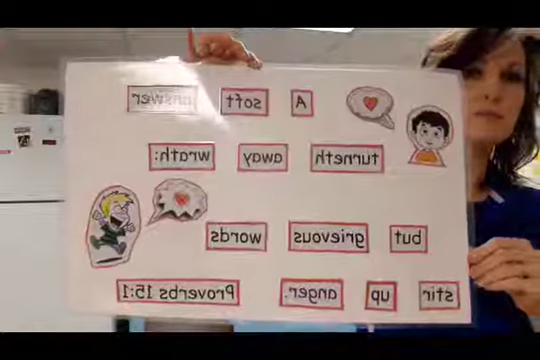 A soft answer
turneth away wrath:
but grievous words
stir up anger.
Proverbs 15:1